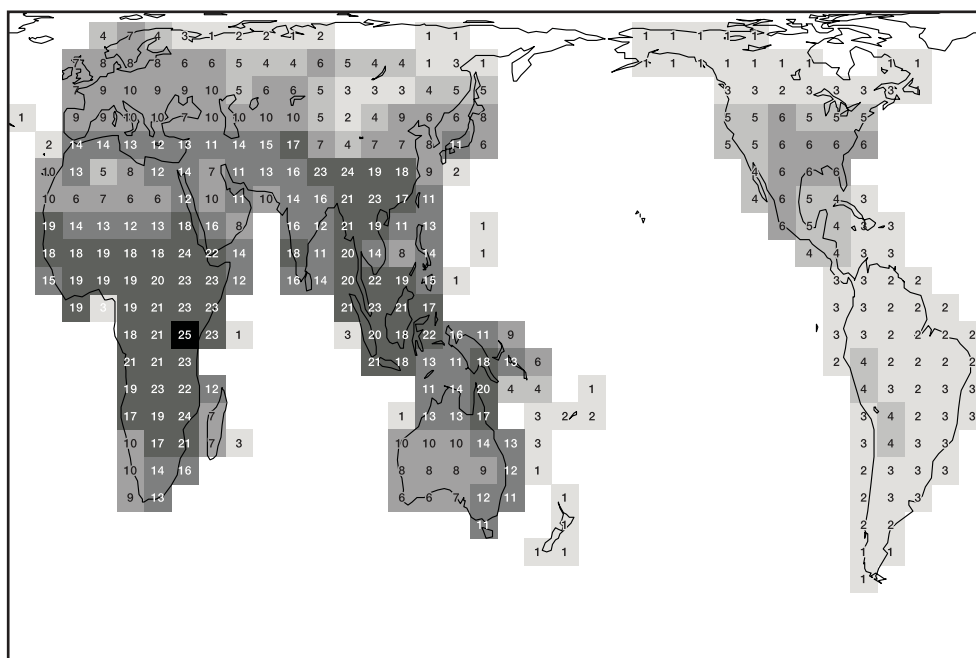 4 7 4 3 1 2 2 1 2 1 1 1 1 1 1 1
7 8 8 8 6 6 5 4 4 6 5 4 4 1 3 1 1 1 1 1 1 1 1 1 1
9 10 9 9 10 5 6 6 5 3 3 3 4 5 5 3 3 2 3 3 3 3
1 9 9 10 10 7 10 10 10 10 5 2 4 9 6 6 8 5 5 6 5 5 5
2 14 14 13 12 13 11 14 15 17 7 4 7 7 8 11 6 5 5 6 6 6 6
10 13 5 8 12 14 7 11 13 16 23 24 19 18 9 2 4 6 6 6
10 6 7 6 6 12 10 11 10 14 16 21 23 17 11 4 6 5 4 3
19 14 13 12 13 18 16 8 16 12 21 19 11 13 1 6 5 4 3 3
18 18 19 18 18 24 22 14 18 11 20 14 8 14 1 4 4 3 3
15 19 19 19 20 23 23 12 16 14 20 22 19 15 1 3 3 2 2
19 3 19 21 23 23 21 23 21 17 3 3 2 2 2
18 21 25 23 1 3 20 18 22 16 11 9 3 3 2 2 2 2
21 21 23 21 18 13 11 18 13 6 2 4 2 2 2 2
19 23 22 12 11 14 20 4 4 1 4 3 2 3 3
17 19 24 7 1 13 13 17 3 2 2 3 4 2 3 3
10 17 21 7 3 10 10 10 14 13 3 3 4 3 3
10 14 16 8 8 8 9 12 1 2 3 3 3
9 13 6 6 7 12 11 1 2 3 3
11 1 2 2
1 1 1 1
1